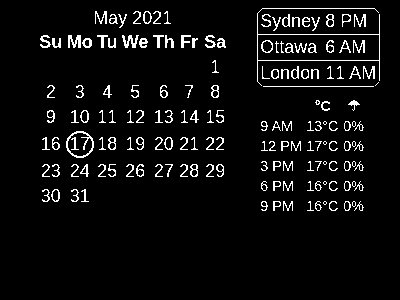 May 2021
Su Mo Tu We Th Fr Sa
1
2 3 4 5 6 7 8
9 10 11 12 13 14 15
16 17 18 19 20 21 22
23 24 25 26 27 28 29
30 31
Sydney 8 PM
Ottawa 6 AM
London 11 AM
°C
9 AM 13°C 0%
12 PM 17°C 0%
3 PM 17°C 0%
6 PM 16°C 0%
9 PM 16°C 0%